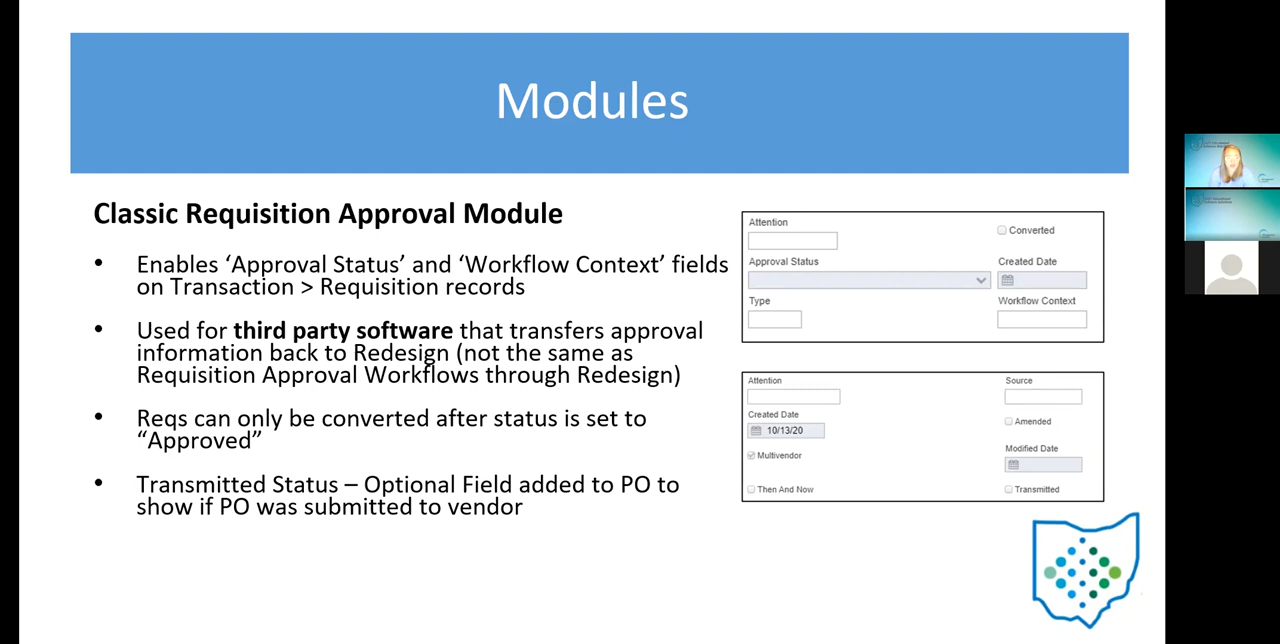 Modules
Classic Requisition Approval Module
• Enables ‘Approval Status’ and ‘Workflow Context’ fields
on Transaction > Requisition records
• Used for third party software that transfers approval
information back to Redesign (not the same as
Requisition Approval Workflows through Redesign)
• Reqs can only be converted after status is set to
“Approved”
• Transmitted Status – Optional Field added to PO to
show if PO was submitted to vendor
Attention
Converted
Approval Status
Created Date
Type
Workflow Context
Attention
Source
Created Date
Amended
10/13/20
Modified Date
Multivendor
Then And Now
Transmitted